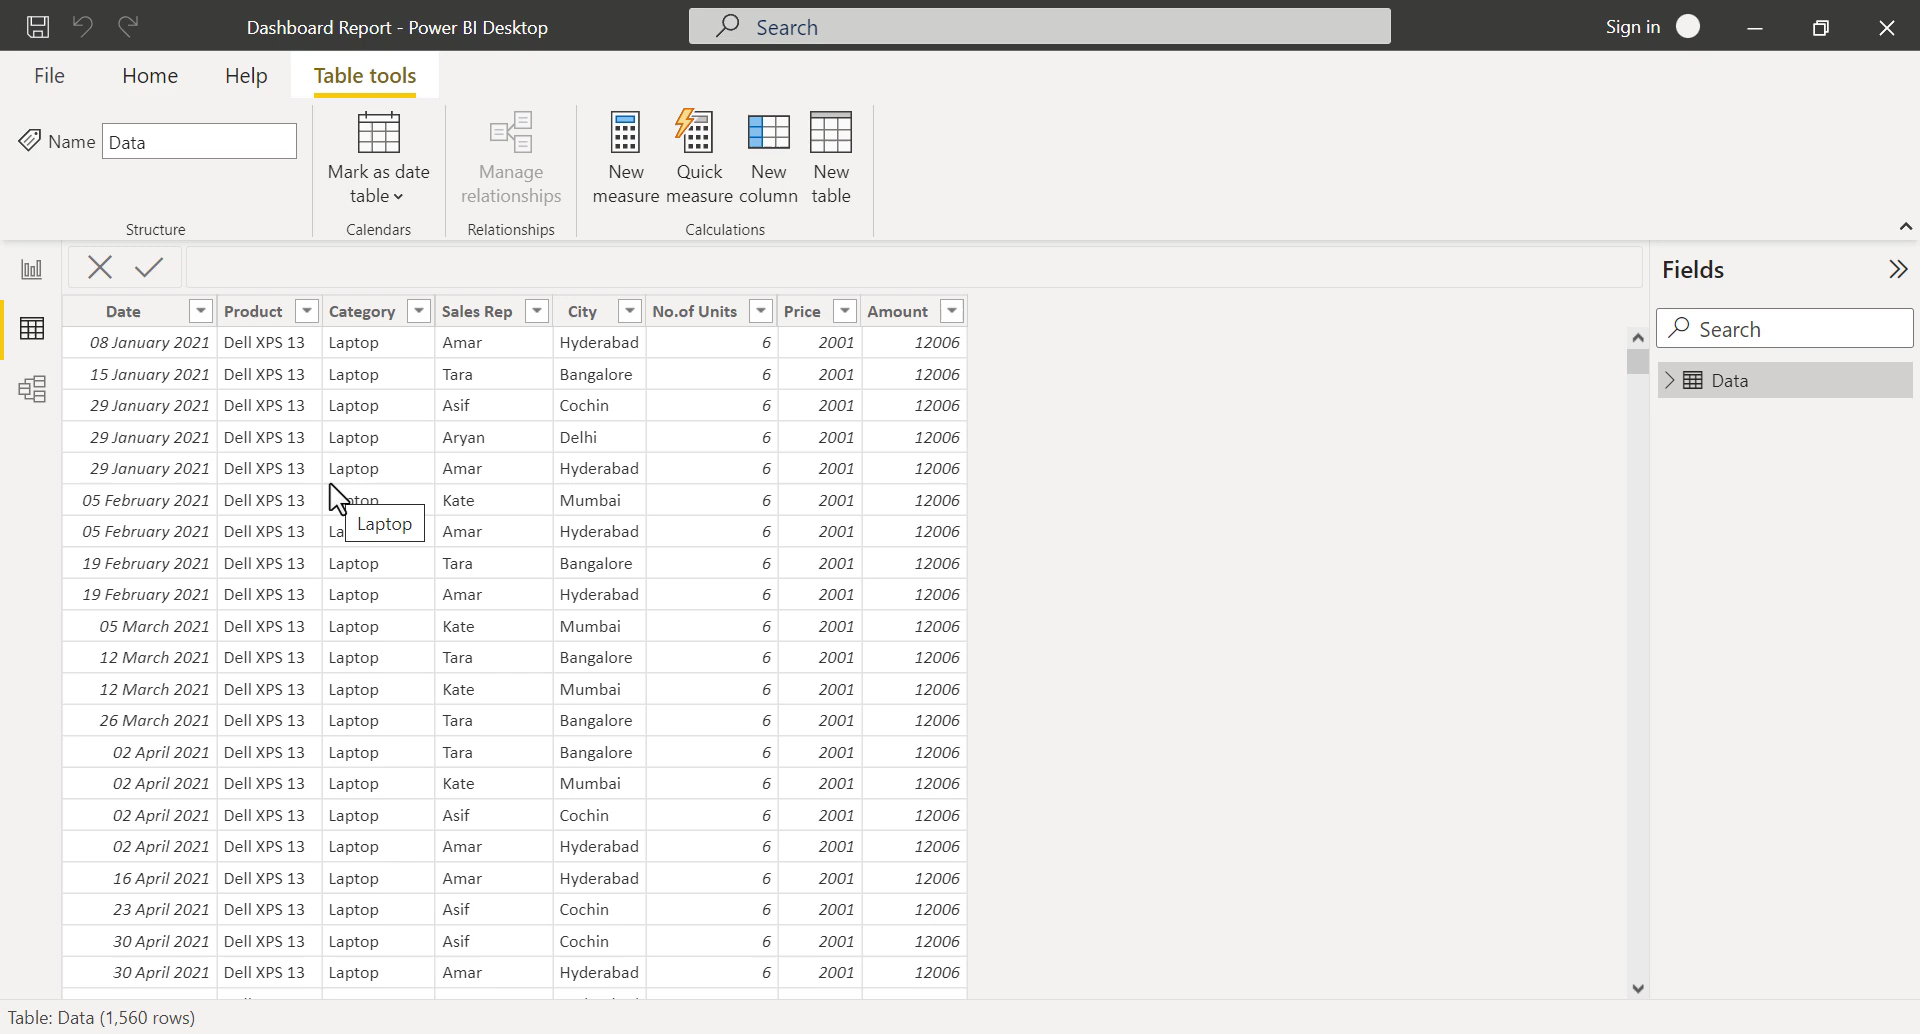 Dashboard Report - Power BI Desktop
Search
Sign in
File Home Help Table tools
Name Data
Mark as date table
Manage relationships
New measure
Quick measure
New column
New table
Structure Calendars Relationships Calculations
Fields
Search
Data
Date Product Category Sales Rep City No.of Units Price Amount
08 January 2021 Dell XPS 13 Laptop Amar Hyderabad 6 2001 12006
15 January 2021 Dell XPS 13 Laptop Tara Bangalore 6 2001 12006
29 January 2021 Dell XPS 13 Laptop Asif Cochin 6 2001 12006
29 January 2021 Dell XPS 13 Laptop Aryan Delhi 6 2001 12006
29 January 2021 Dell XPS 13 Laptop Amar Hyderabad 6 2001 12006
05 February 2021 Dell XPS 13 Kate Mumbai 6 2001 12006
Laptop
05 February 2021 Dell XPS 13 Amar Hyderabad 6 2001 12006
19 February 2021 Dell XPS 13 Laptop Tara Bangalore 6 2001 12006
19 February 2021 Dell XPS 13 Laptop Amar Hyderabad 6 2001 12006
05 March 2021 Dell XPS 13 Laptop Kate Mumbai 6 2001 12006
12 March 2021 Dell XPS 13 Laptop Tara Bangalore 6 2001 12006
12 March 2021 Dell XPS 13 Laptop Kate Mumbai 6 2001 12006
26 March 2021 Dell XPS 13 Laptop Tara Bangalore 6 2001 12006
02 April 2021 Dell XPS 13 Laptop Tara Bangalore 6 2001 12006
02 April 2021 Dell XPS 13 Laptop Kate Mumbai 6 2001 12006
02 April 2021 Dell XPS 13 Laptop Asif Cochin 6 2001 12006
02 April 2021 Dell XPS 13 Laptop Amar Hyderabad 6 2001 12006
16 April 2021 Dell XPS 13 Laptop Amar Hyderabad 6 2001 12006
23 April 2021 Dell XPS 13 Laptop Asif Cochin 6 2001 12006
30 April 2021 Dell XPS 13 Laptop Asif Cochin 6 2001 12006
30 April 2021 Dell XPS 13 Laptop Amar Hyderabad 6 2001 12006
Table: Data (1,560 rows)